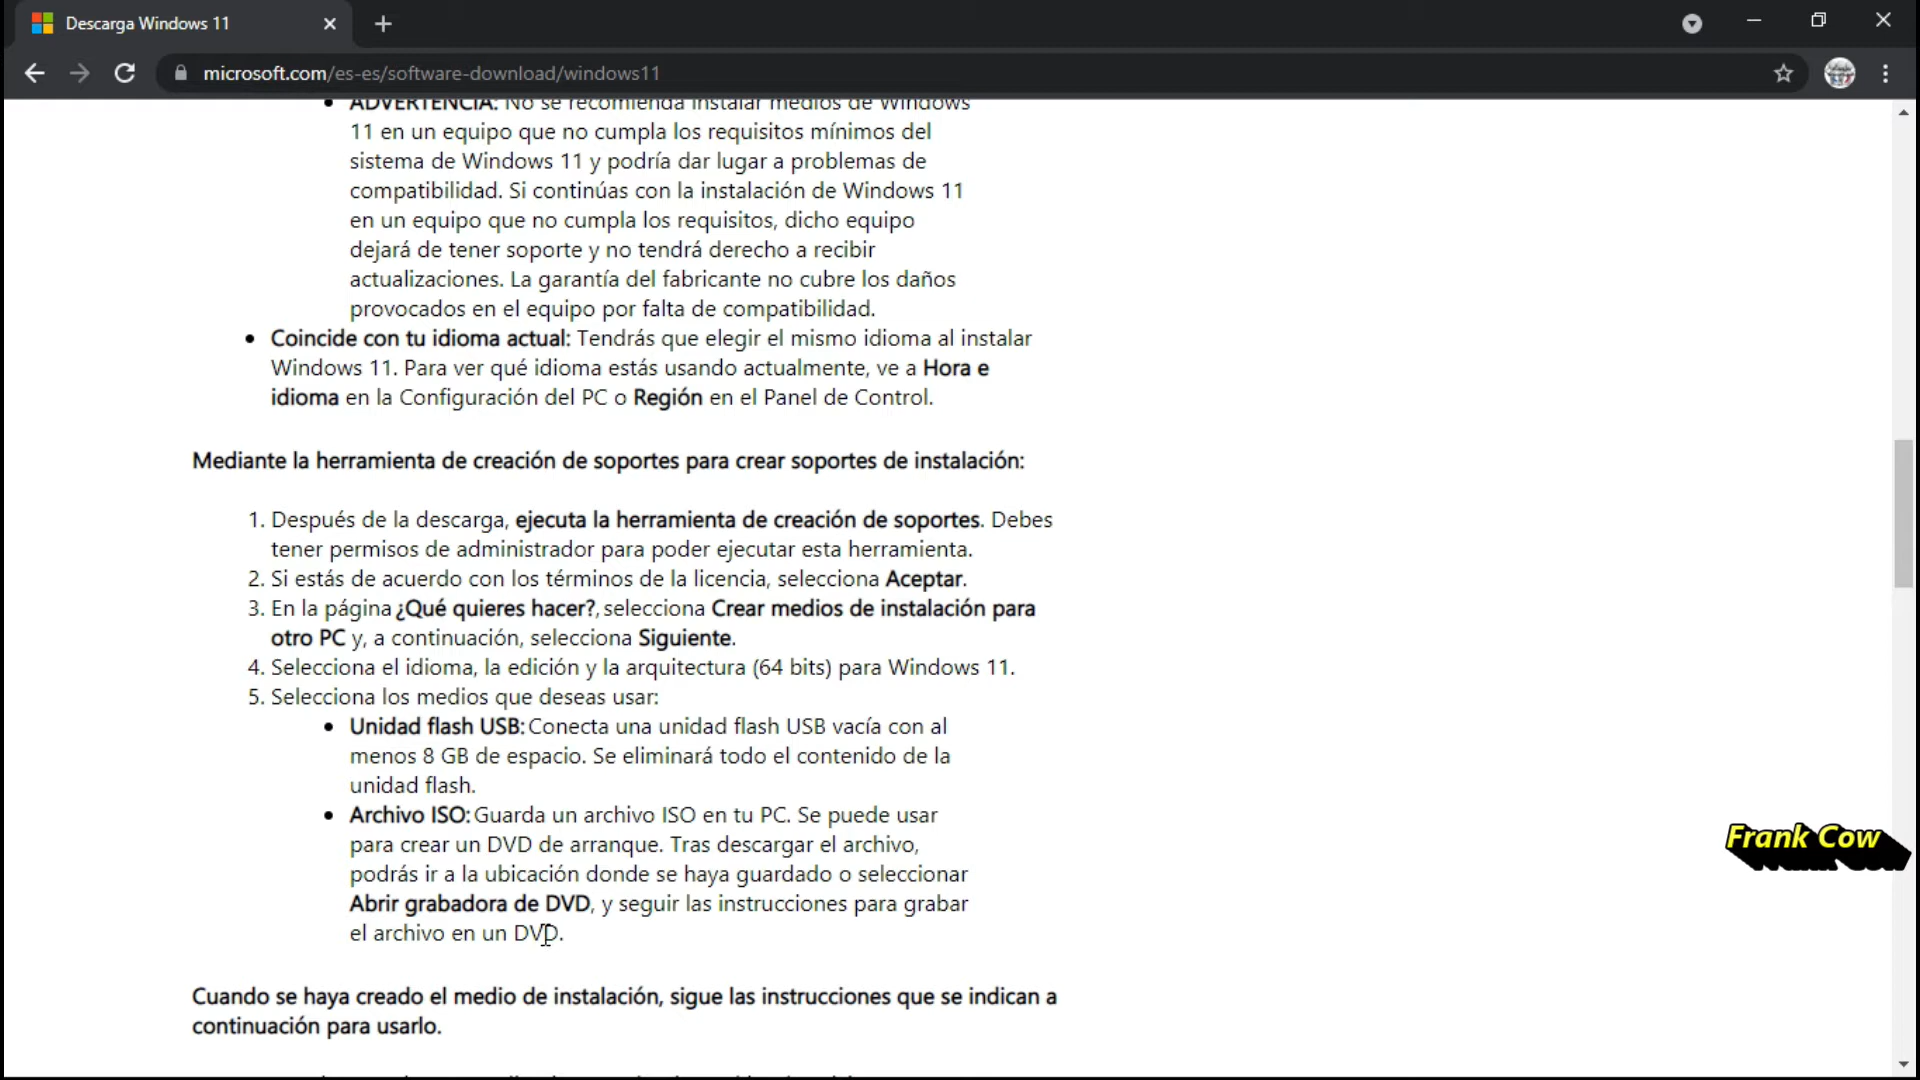 Descarga Windows 11
microsoft.com/es-es/software-download/windows11
ADVERTENCIA: No se recomienda instalar medios de Windows
11 en un equipo que no cumpla los requisitos mínimos del
sistema de Windows 11 y podría dar lugar a problemas de
compatibilidad. Si continúas con la instalación de Windows 11
en un equipo que no cumpla los requisitos, dicho equipo
dejará de tener soporte y no tendrá derecho a recibir
actualizaciones. La garantía del fabricante no cubre los daños
provocados en el equipo por falta de compatibilidad.
Coincide con tu idioma actual: Tendrás que elegir el mismo idioma al instalar
Windows 11. Para ver qué idioma estás usando actualmente, ve a Hora e
idioma en la Configuración del PC o Región en el Panel de Control.
Mediante la herramienta de creación de soportes para crear soportes de instalación:
1. Después de la descarga, ejecuta la herramienta de creación de soportes. Debes
tener permisos de administrador para poder ejecutar esta herramienta.
2. Si estás de acuerdo con los términos de la licencia, selecciona Aceptar.
3. En la página ¿Qué quieres hacer?, selecciona Crear medios de instalación para
otro PC y, a continuación, selecciona Siguiente.
4. Selecciona el idioma, la edición y la arquitectura (64 bits) para Windows 11.
5. Selecciona los medios que deseas usar:
Unidad flash USB: Conecta una unidad flash USB vacía con al
menos 8 GB de espacio. Se eliminará todo el contenido de la
unidad flash.
Archivo ISO: Guarda un archivo ISO en tu PC. Se puede usar
para crear un DVD de arranque. Tras descargar el archivo,
podrás ir a la ubicación donde se haya guardado o seleccionar
Abrir grabadora de DVD, y seguir las instrucciones para grabar
el archivo en un DVD.
Frank Cow
Cuando se haya creado el medio de instalación, sigue las instrucciones que se indican a
continuación para usarlo.